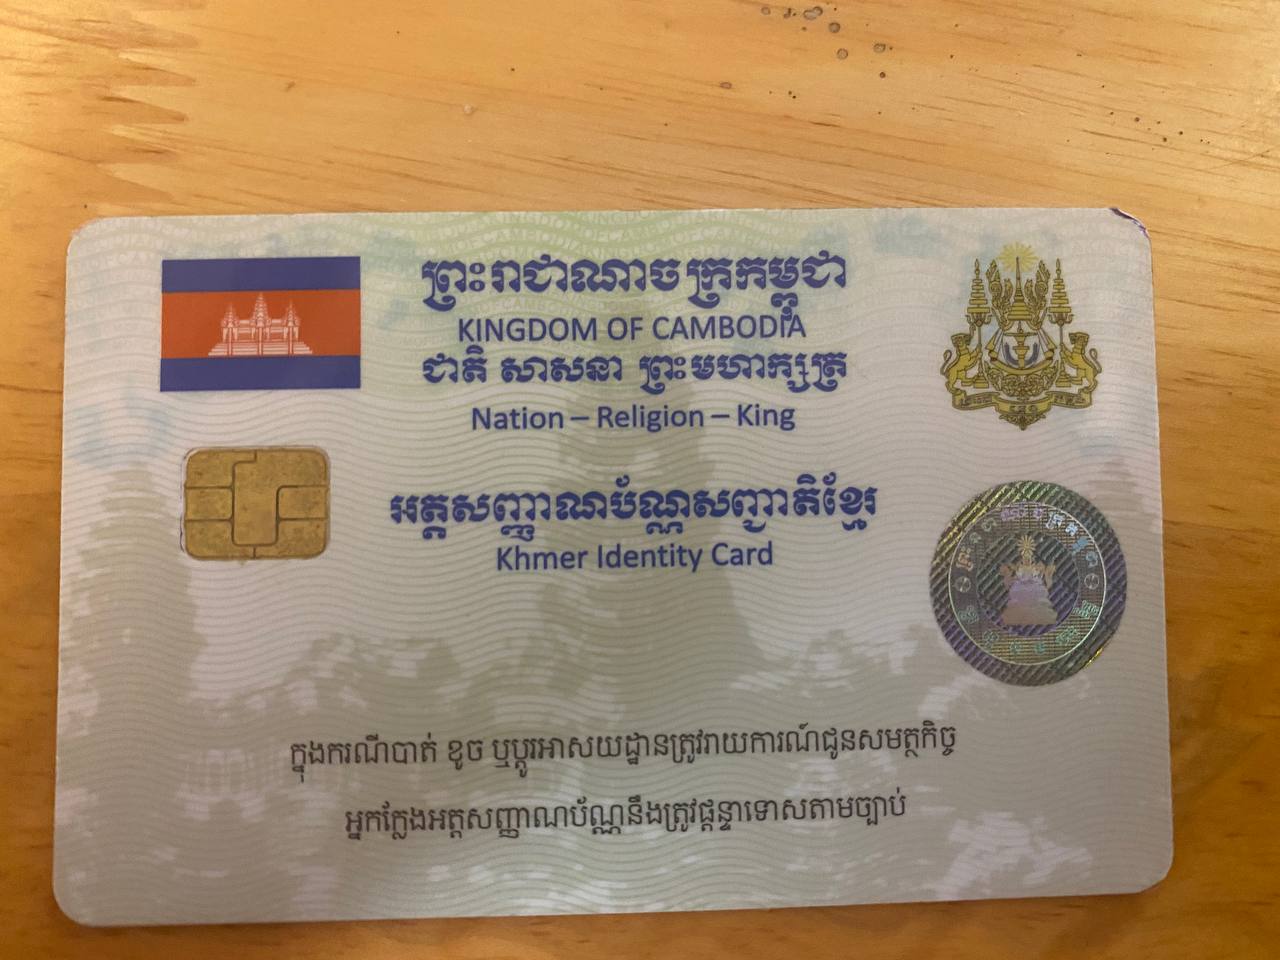 ព្រះរាជាណាចក្រកម្ពុជា
KINGDOM OF CAMBODIA
ជាតិ សាសនា ព្រះមហាក្សត្រ
Nation – Religion – King
អត្តសញ្ញាណប័ណ្ណសញ្ជាតិខ្មែរ
Khmer Identity Card
ក្នុងករណីបាត់ ខូច ឬប្តូរអាសយដ្ឋានត្រូវរាយការណ៍ជូនសមត្ថកិច្ច
អ្នកក្លែងអត្តសញ្ញាណប័ណ្ណនឹងត្រូវផ្តន្ទាទោសតាមច្បាប់